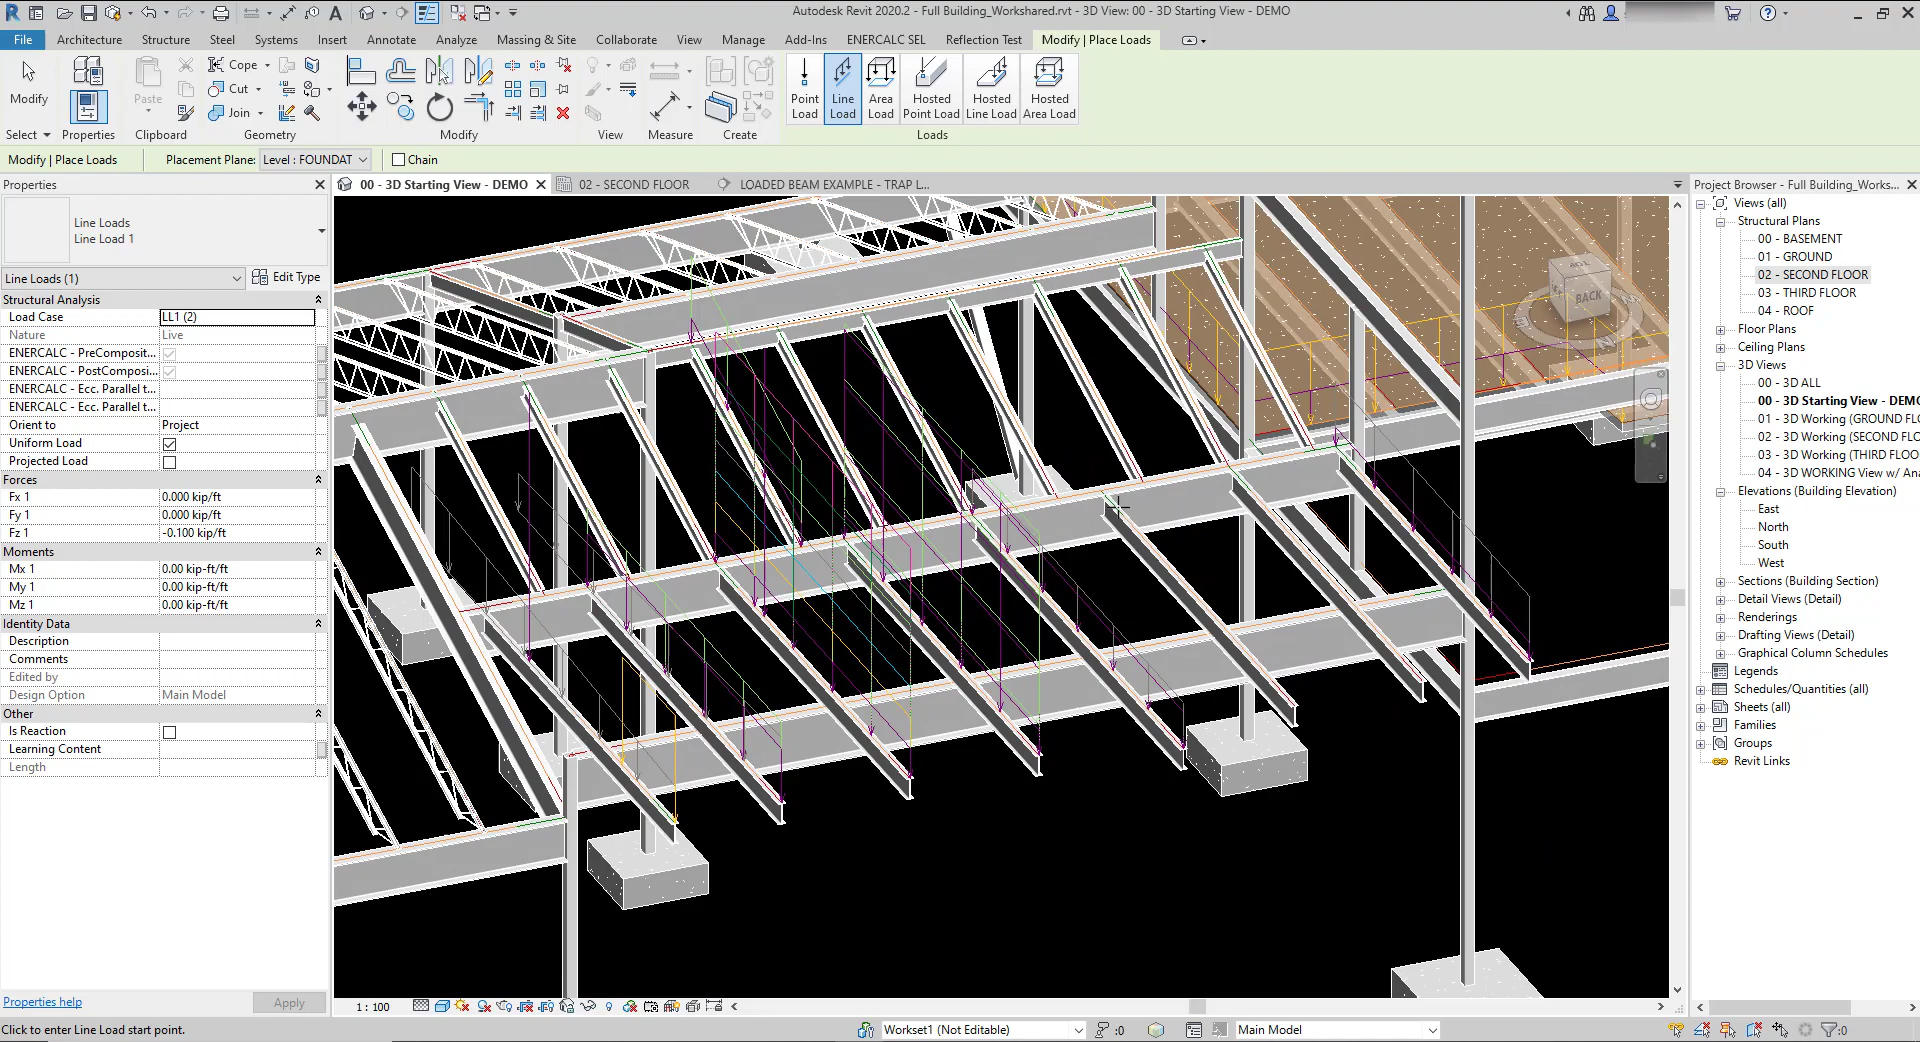 Autodesk Revit 2020.2 - Full Building_Workshared.rvt - 3D View: 00 - 3D Starting View - DEMO
File Architecture Structure Steel Systems Insert Annotate Analyze Massing & Site Collaborate View Manage Add-Ins ENERCALC SEL Reflection Test Modify | Place Loads
Modify
Paste
Cope
Cut
Join
Point Load
Line Load
Area Load
Hosted Point Load
Hosted Line Load
Hosted Area Load
Select Properties Clipboard Geometry Modify View Measure Create Loads
Modify | Place Loads Placement Plane: Level : FOUNDAT Chain
Properties
Line Loads
Line Load 1
Line Loads (1) Edit Type
Structural Analysis
Load Case LL1 (2)
Nature Live
ENERCALC - PreComposit...
ENERCALC - PostComposi...
ENERCALC - Ecc. Parallel t...
ENERCALC - Ecc. Parallel t...
Orient to Project
Uniform Load
Projected Load
Forces
Fx 1 0.000 kip/ft
Fy 1 0.000 kip/ft
Fz 1 -0.100 kip/ft
Moments
Mx 1 0.00 kip-ft/ft
My 1 0.00 kip-ft/ft
Mz 1 0.00 kip-ft/ft
Identity Data
Description
Comments
Edited by
Design Option Main Model
Other
Is Reaction
Learning Content
Length
Properties help Apply
00 - 3D Starting View - DEMO 02 - SECOND FLOOR LOADED BEAM EXAMPLE - TRAP L...
BACK
1 : 100
Project Browser - Full Building_Works...
Views (all)
Structural Plans
00 - BASEMENT
01 - GROUND
02 - SECOND FLOOR
03 - THIRD FLOOR
04 - ROOF
Floor Plans
Ceiling Plans
3D Views
00 - 3D ALL
00 - 3D Starting View - DEMO
01 - 3D Working (GROUND FLO
02 - 3D Working (SECOND FLO
03 - 3D Working (THIRD FLOO
04 - 3D WORKING View w/ Ana
Elevations (Building Elevation)
East
North
South
West
Sections (Building Section)
Detail Views (Detail)
Renderings
Drafting Views (Detail)
Graphical Column Schedules
Legends
Schedules/Quantities (all)
Sheets (all)
Families
Groups
Revit Links
Click to enter Line Load start point. Workset1 (Not Editable) :0 Main Model :0